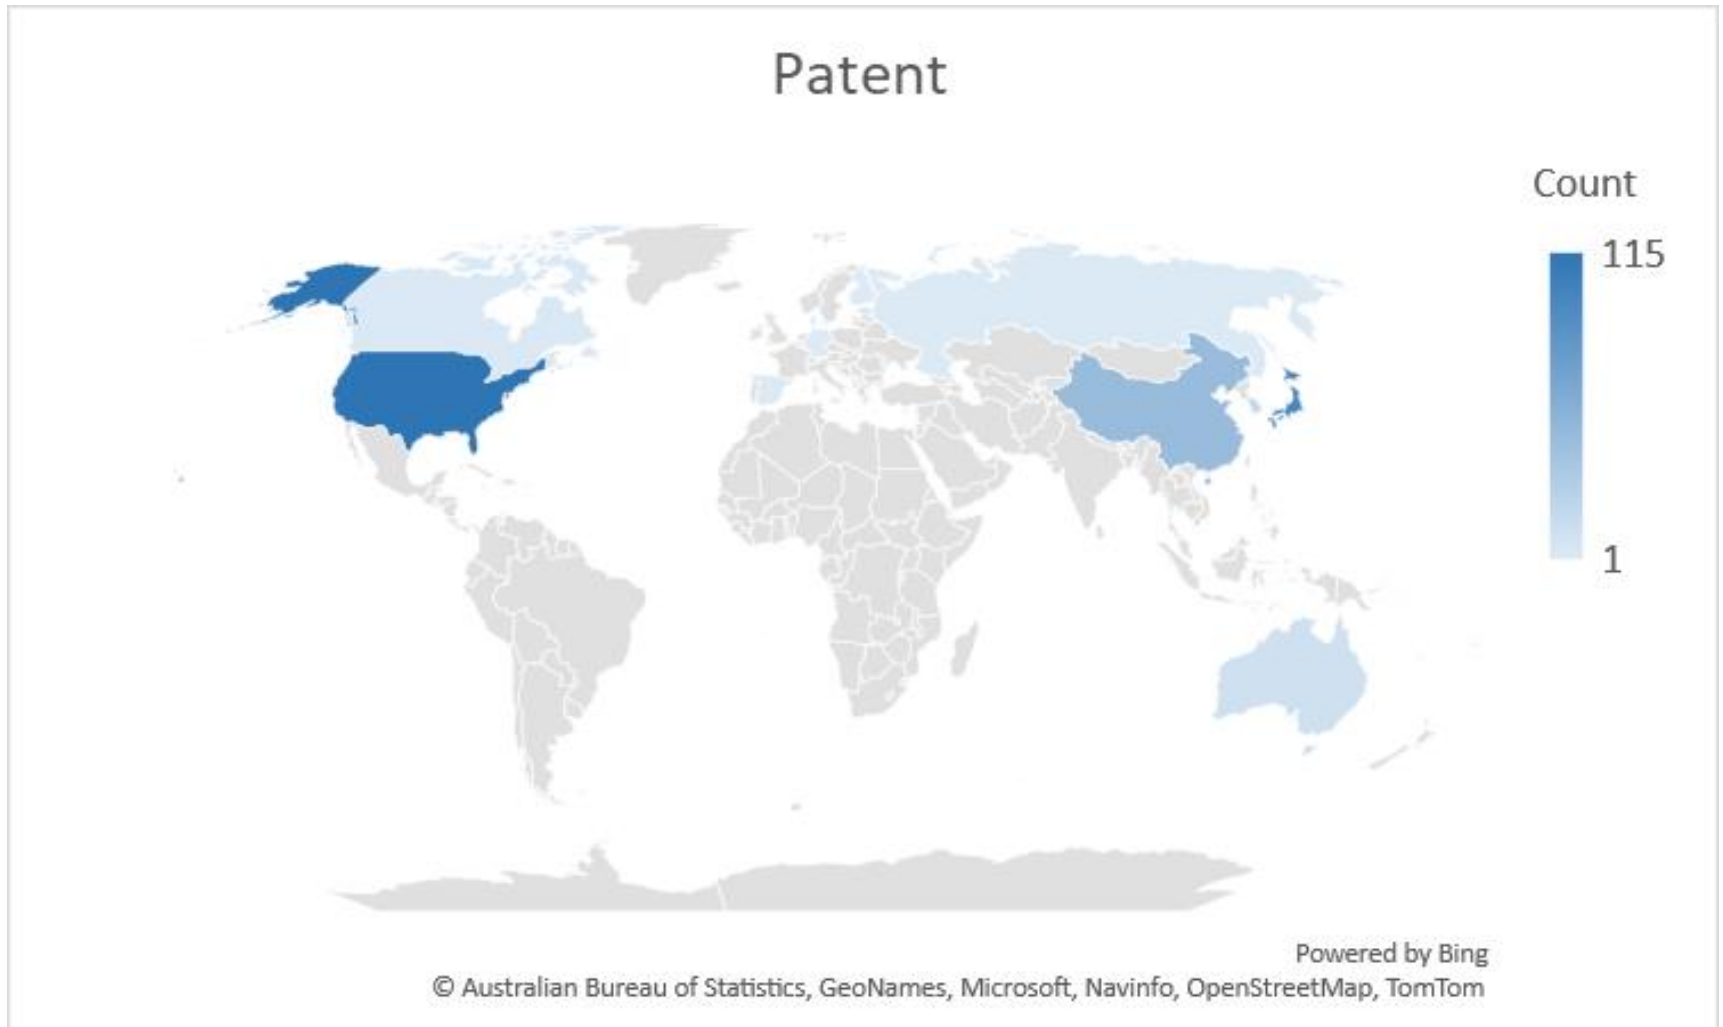 Patent
Count
115
1
Powered by Bing
© Australian Bureau of Statistics, GeoNames, Microsoft, Navinfo, OpenStreetMap, TomTom